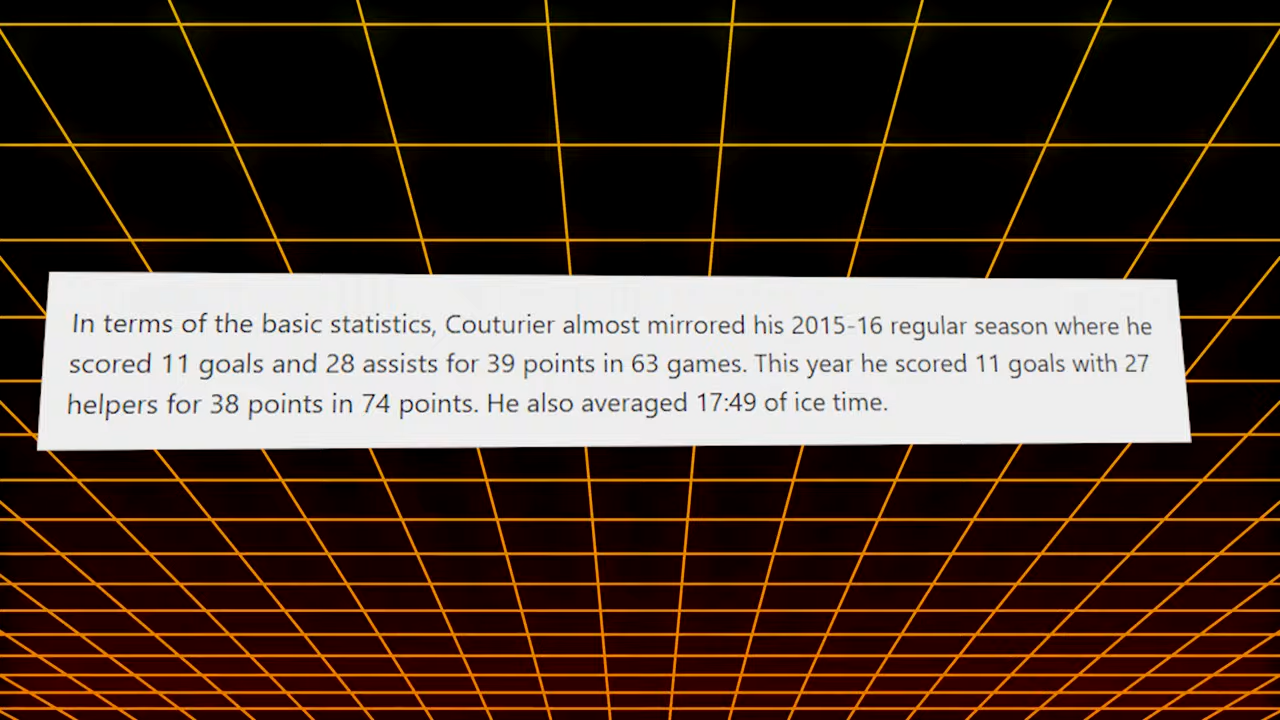 In terms of the basic statistics, Couturier almost mirrored his 2015-16 regular season where he
scored 11 goals and 28 assists for 39 points in 63 games. This year he scored 11 goals with 27
helpers for 38 points in 74 points. He also averaged 17:49 of ice time.